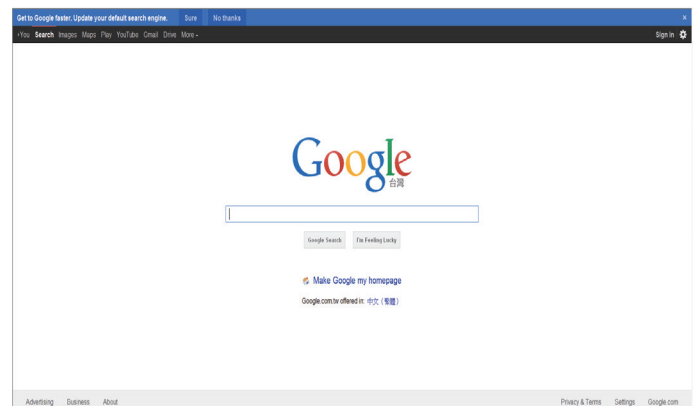 Get to Google faster. Update your default search engine. Sure No thanks ×
+You Search Images Maps Play YouTube Gmail Drive More Sign in
Google
台灣
Google Search I'm Feeling Lucky
Make Google my homepage
Google.com.tw offered in: 中文（繁體）
Advertising Business About Privacy & Terms Settings Google.com